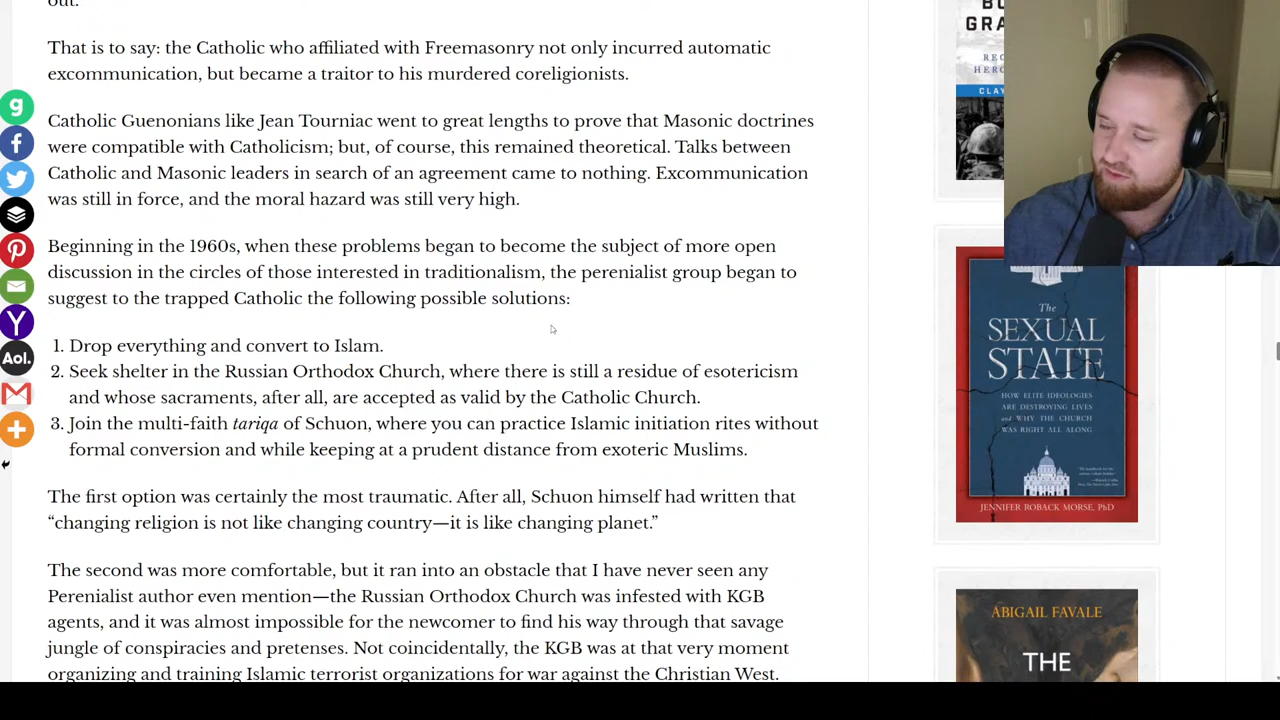 out.
That is to say: the Catholic who affiliated with Freemasonry not only incurred automatic
excommunication, but became a traitor to his murdered coreligionists.
Catholic Guenonians like Jean Tourniac went to great lengths to prove that Masonic doctrines
were compatible with Catholicism; but, of course, this remained theoretical. Talks between
Catholic and Masonic leaders in search of an agreement came to nothing. Excommunication
was still in force, and the moral hazard was still very high.
Beginning in the 1960s, when these problems began to become the subject of more open
discussion in the circles of those interested in traditionalism, the perenialist group began to
suggest to the trapped Catholic the following possible solutions:
1. Drop everything and convert to Islam.
2. Seek shelter in the Russian Orthodox Church, where there is still a residue of esotericism
and whose sacraments, after all, are accepted as valid by the Catholic Church.
3. Join the multi-faith tariqa of Schuon, where you can practice Islamic initiation rites without
formal conversion and while keeping at a prudent distance from exoteric Muslims.
The first option was certainly the most traumatic. After all, Schuon himself had written that
“changing religion is not like changing country—it is like changing planet.”
The second was more comfortable, but it ran into an obstacle that I have never seen any
Perenialist author even mention—the Russian Orthodox Church was infested with KGB
agents, and it was almost impossible for the newcomer to find his way through that savage
jungle of conspiracies and pretenses. Not coincidentally, the KGB was at that very moment
organizing and training Islamic terrorist organizations for war against the Christian West.
Aol.
GRA
HER
CLAY
The
SEXUAL
STATE
HOW ELITE IDEOLOGIES
ARE DESTROYING LIVES
and WHY THE CHURCH
WAS RIGHT ALL ALONG
JENNIFER ROBACK MORSE, PhD
ABIGAIL FAVALE
THE